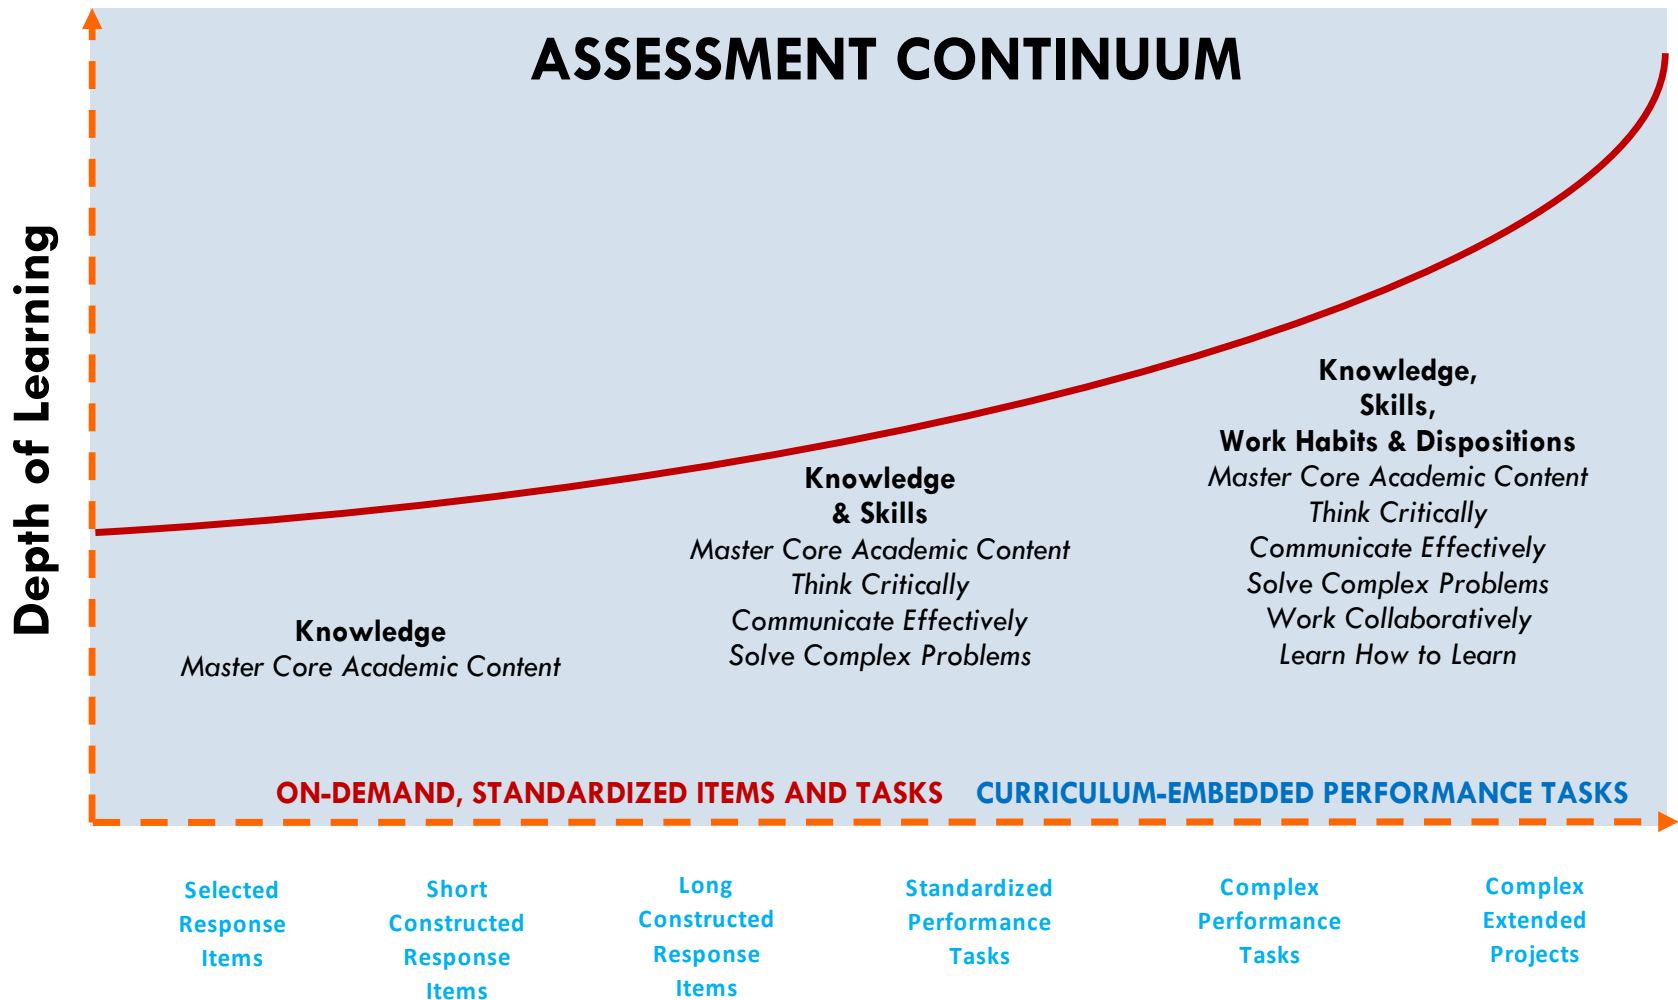 ASSESSMENT CONTINUUM
Depth of Learning
Knowledge
Master Core Academic Content
Knowledge
& Skills
Master Core Academic Content
Think Critically
Communicate Effectively
Solve Complex Problems
Knowledge,
Skills,
Work Habits & Dispositions
Master Core Academic Content
Think Critically
Communicate Effectively
Solve Complex Problems
Work Collaboratively
Learn How to Learn
ON-DEMAND, STANDARDIZED ITEMS AND TASKS
CURRICULUM-EMBEDDED PERFORMANCE TASKS
Selected
Response
Items
Short
Constructed
Response
Items
Long
Constructed
Response
Items
Standardized
Performance
Tasks
Complex
Performance
Tasks
Complex
Extended
Projects